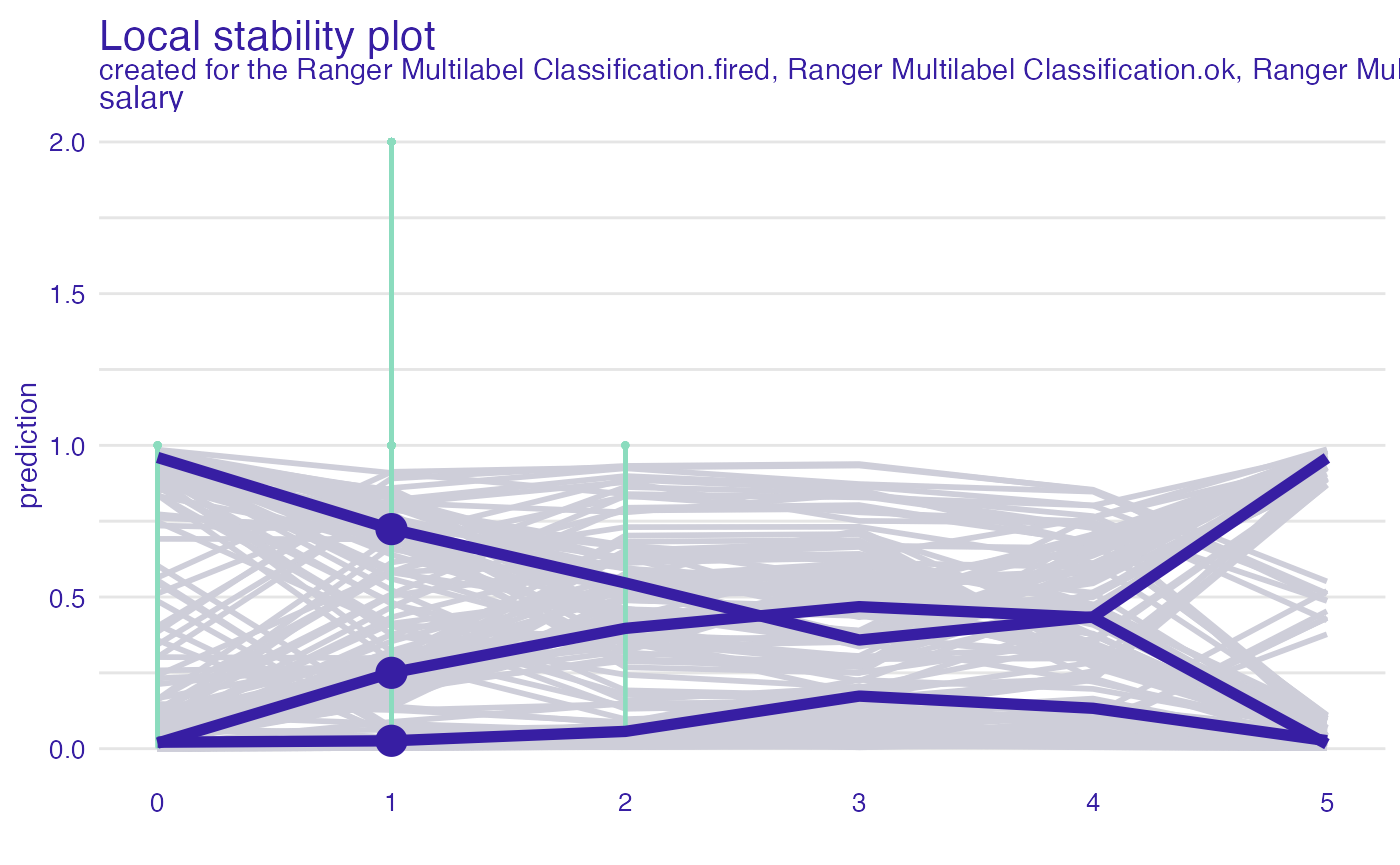 Local stability plot
created for the Ranger Multilabel Classification.fired, Ranger Multilabel Classification.ok, Ranger
salary
2.0
1.5
1.0
0.5
0.0
prediction
0 1 2 3 4 5